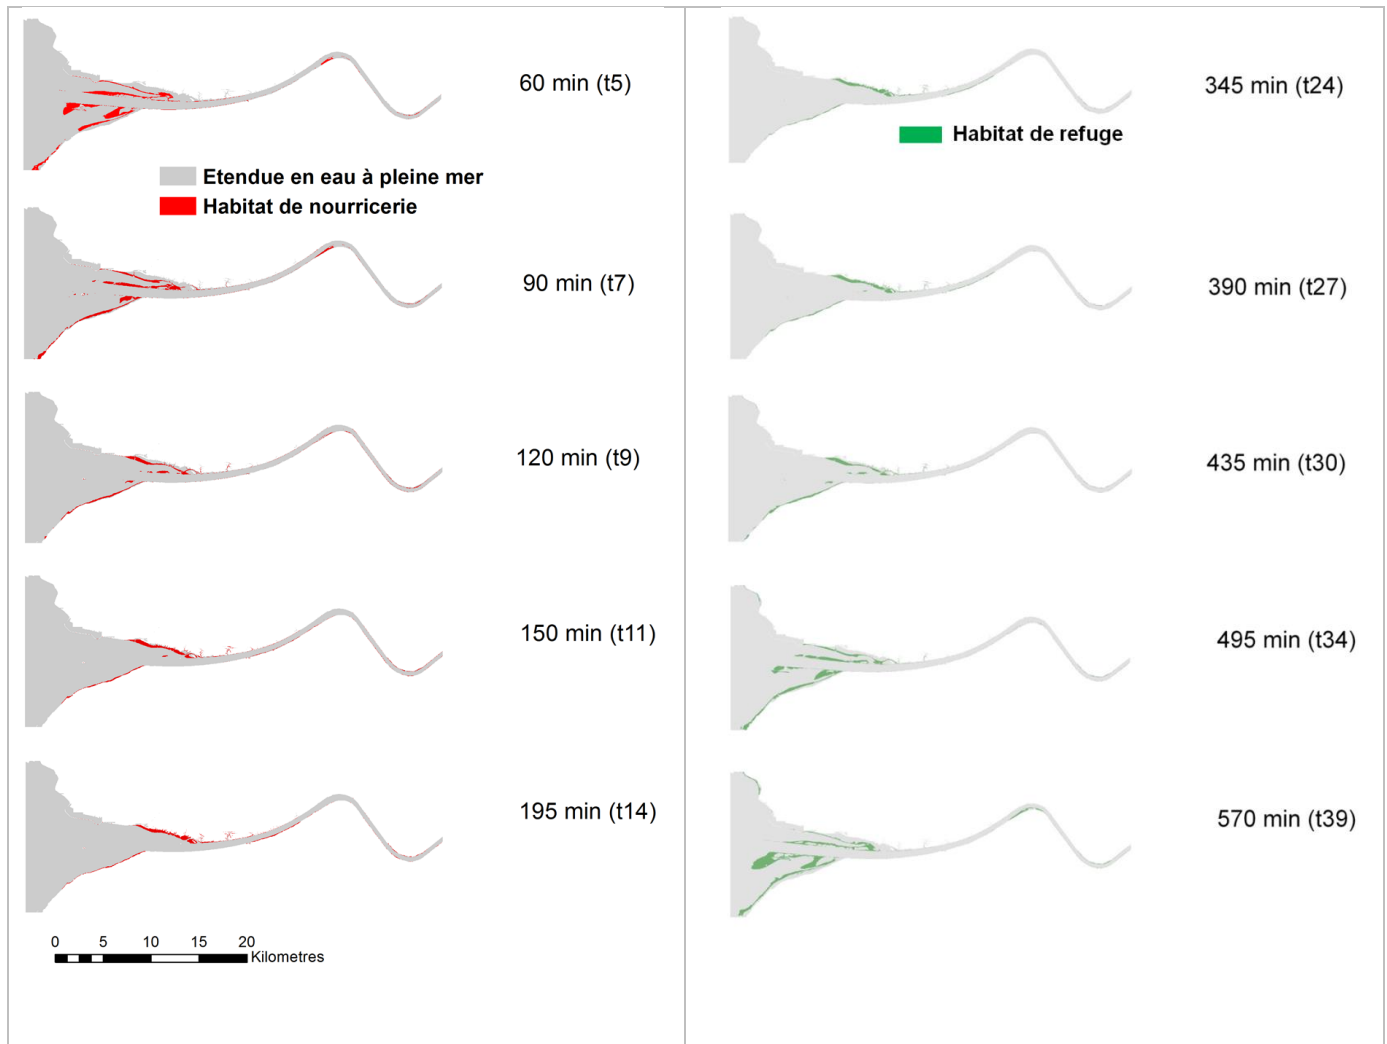 60 min (t5)
Etendue en eau à pleine mer
Habitat de nourricerie
90 min (t7)
120 min (t9)
150 min (t11)
195 min (t14)
0 5 10 15 20
Kilometres
345 min (t24)
Habitat de refuge
390 min (t27)
435 min (t30)
495 min (t34)
570 min (t39)